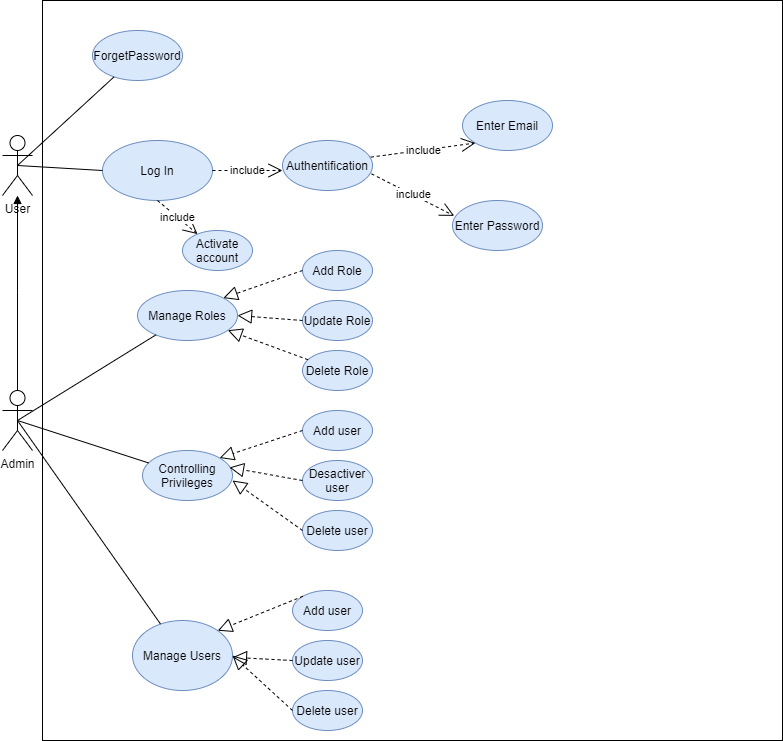 ForgetPassword
Enter Email
include
Log In
include
Authentification
include
User
include
Enter Password
Activate
account
Add Role
Manage Roles
Update Role
Delete Role
Add user
Admin
Controlling
Privileges
Desactiver
user
Delete user
Add user
Manage Users
Update user
Delete user